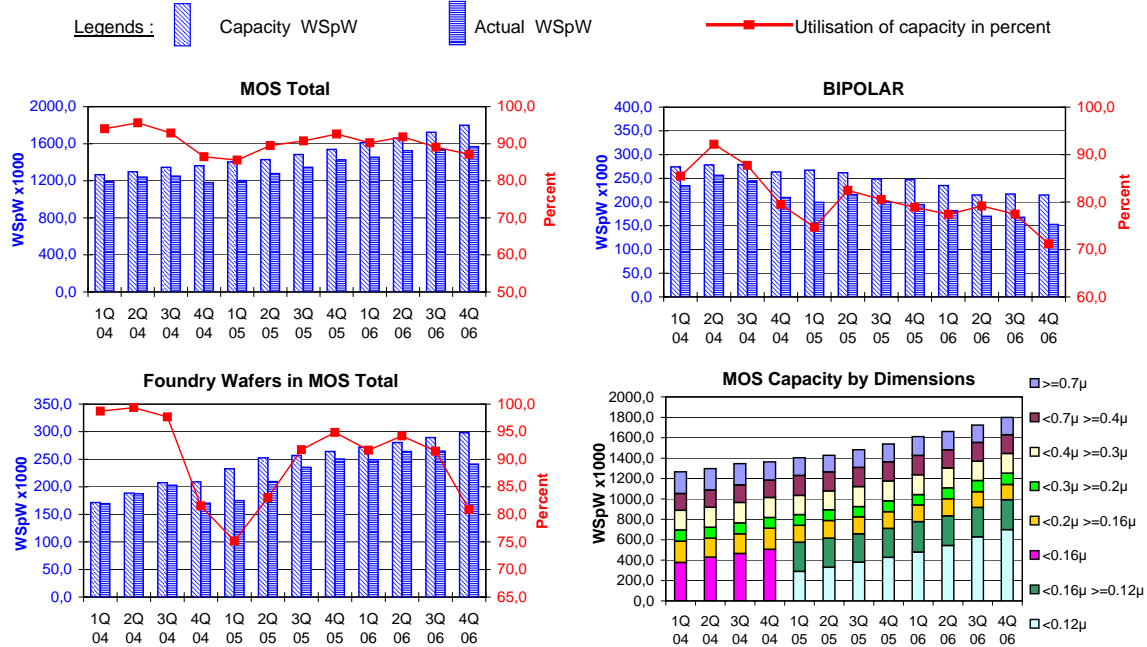 Legends :
Capacity WSpW
Actual WSpW
Utilisation of capacity in percent
MOS Total
WSpW x1000
2000,0
1600,0
1200,0
800,0
400,0
0,0
100,0
90,0
80,0
70,0
60,0
50,0
Percent
1Q 2Q 3Q 4Q 1Q 2Q 3Q 4Q 1Q 2Q 3Q 4Q
04 04 04 04 05 05 05 05 06 06 06 06
BIPOLAR
WSpW x1000
400,0
350,0
300,0
250,0
200,0
150,0
100,0
50,0
0,0
100,0
90,0
80,0
70,0
60,0
Percent
1Q 2Q 3Q 4Q 1Q 2Q 3Q 4Q 1Q 2Q 3Q 4Q
04 04 04 04 05 05 05 05 06 06 06 06
Foundry Wafers in MOS Total
WSpW x1000
350,0
300,0
250,0
200,0
150,0
100,0
50,0
0,0
100,0
95,0
90,0
85,0
80,0
75,0
70,0
65,0
Percent
1Q 2Q 3Q 4Q 1Q 2Q 3Q 4Q 1Q 2Q 3Q 4Q
04 04 04 04 05 05 05 05 06 06 06 06
MOS Capacity by Dimensions
WSpW x1000
2000,0
1800,0
1600,0
1400,0
1200,0
1000,0
800,0
600,0
400,0
200,0
0,0
1Q 2Q 3Q 4Q 1Q 2Q 3Q 4Q 1Q 2Q 3Q 4Q
04 04 04 04 05 05 05 05 06 06 06 06
>=0.7µ
<0.7µ >=0.4µ
<0.4µ >=0.3µ
<0.3µ >=0.2µ
<0.2µ >=0.16µ
<0.16µ
<0.16µ >=0.12µ
<0.12µ